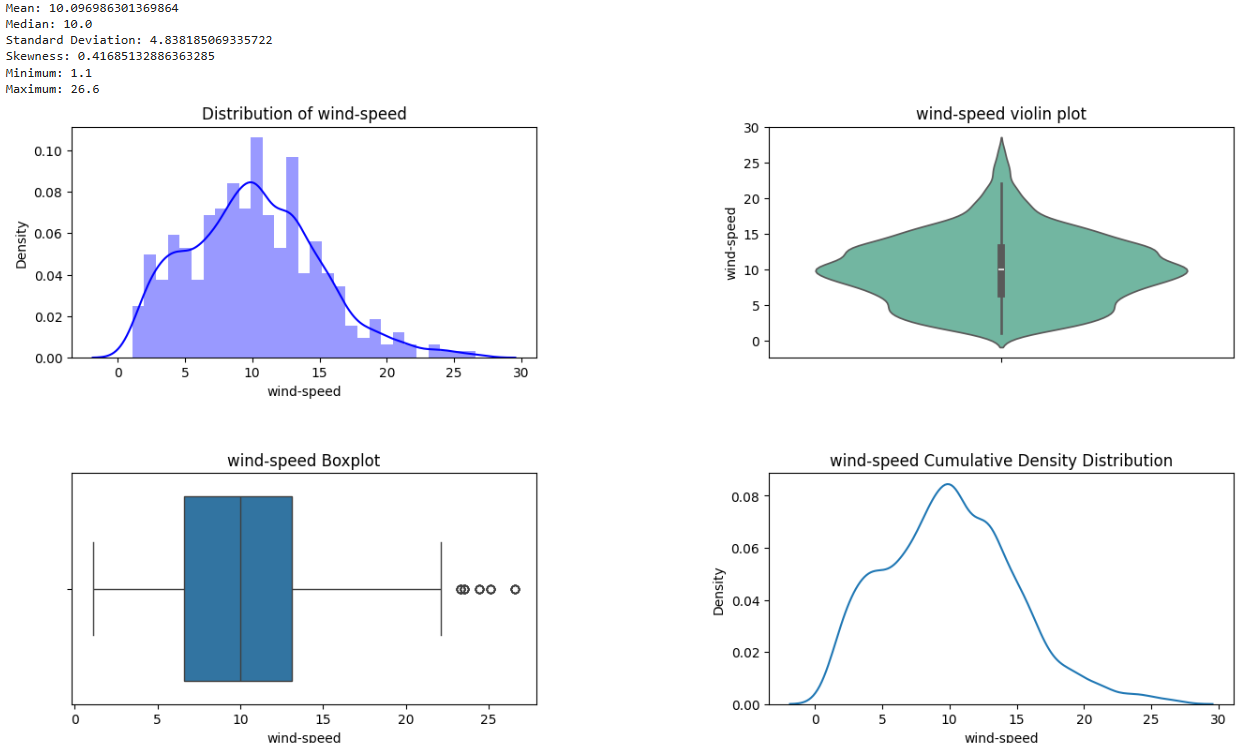 Mean: 10.096986301369864
Median: 10.0
Standard Deviation: 4.838185069335722
Skewness: 0.41685132886363285
Minimum: 1.1
Maximum: 26.6
Distribution of wind-speed
0.10
0.08
0.06
0.04
0.02
0.00
Density
0 5 10 15 20 25 30
wind-speed
wind-speed violin plot
30
25
20
15
10
5
0
wind-speed
wind-speed Boxplot
0 5 10 15 20 25
wind-speed
wind-speed Cumulative Density Distribution
0.08
0.06
0.04
0.02
0.00
Density
0 5 10 15 20 25 30
wind-speed